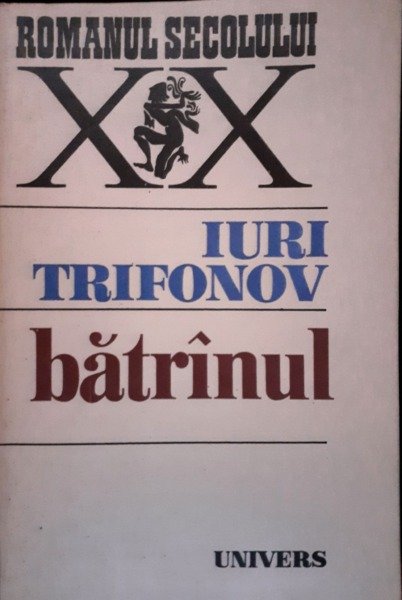 ROMANUL SECOLULUI
XX
IURI
TRIFONOV
bătrînul
UNIVERS